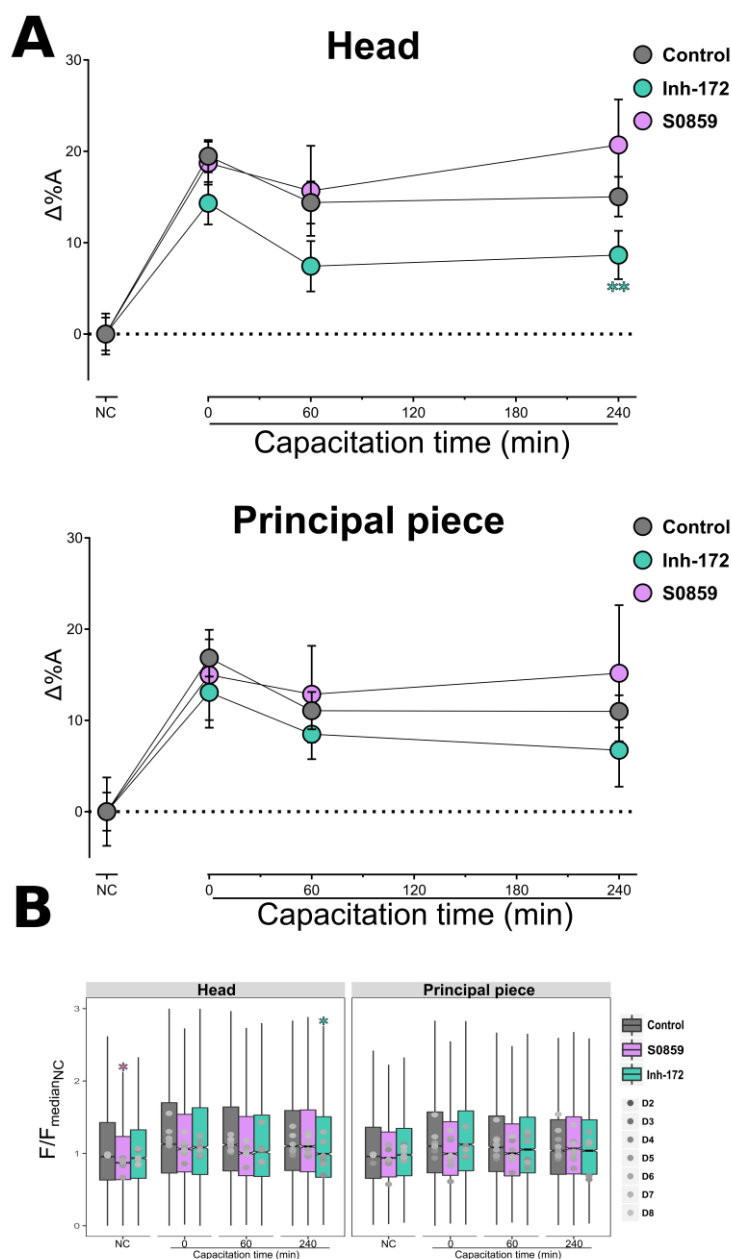 A
Head
Control
Inh-172
S0859
30
20
10
0
Δ%A
**
NC
0
60
120
180
240
Capacitation time (min)
Principal piece
Control
Inh-172
S0859
30
20
10
0
Δ%A
NC
0
60
120
180
240
Capacitation time (min)
B
Head
Principal piece
3
2
1
0
F/FmedianNC
*
*
NC
0
60
240
Capacitation time (min)
NC
0
60
240
Capacitation time (min)
Control
S0859
Inh-172
D2
D3
D4
D5
D6
D7
D8